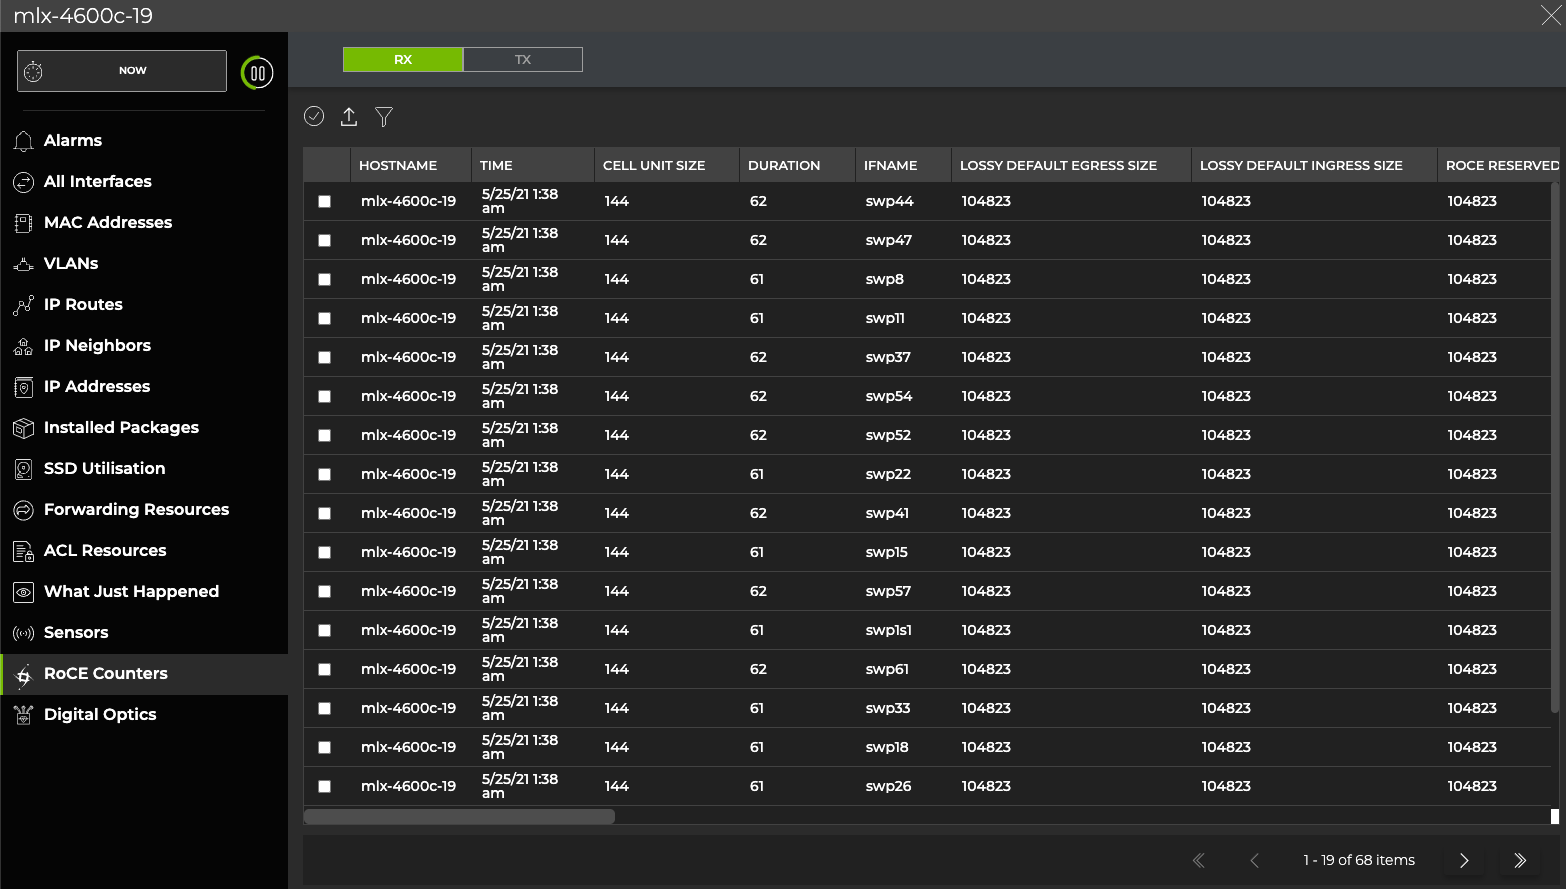 mlx-4600c-19
NOW
RX TX
Alarms
All Interfaces
MAC Addresses
VLANs
IP Routes
IP Neighbors
IP Addresses
Installed Packages
SSD Utilisation
Forwarding Resources
ACL Resources
What Just Happened
Sensors
RoCE Counters
Digital Optics
HOSTNAME TIME CELL UNIT SIZE DURATION IFNAME LOSSY DEFAULT EGRESS SIZE LOSSY DEFAULT INGRESS SIZE ROCE RESERVED
mlx-4600c-19 5/25/21 1:38 am 144 62 swp44 104823 104823 104823
mlx-4600c-19 5/25/21 1:38 am 144 62 swp47 104823 104823 104823
mlx-4600c-19 5/25/21 1:38 am 144 61 swp8 104823 104823 104823
mlx-4600c-19 5/25/21 1:38 am 144 61 swp11 104823 104823 104823
mlx-4600c-19 5/25/21 1:38 am 144 62 swp37 104823 104823 104823
mlx-4600c-19 5/25/21 1:38 am 144 62 swp54 104823 104823 104823
mlx-4600c-19 5/25/21 1:38 am 144 62 swp52 104823 104823 104823
mlx-4600c-19 5/25/21 1:38 am 144 61 swp22 104823 104823 104823
mlx-4600c-19 5/25/21 1:38 am 144 62 swp41 104823 104823 104823
mlx-4600c-19 5/25/21 1:38 am 144 61 swp15 104823 104823 104823
mlx-4600c-19 5/25/21 1:38 am 144 62 swp57 104823 104823 104823
mlx-4600c-19 5/25/21 1:38 am 144 61 swp1s1 104823 104823 104823
mlx-4600c-19 5/25/21 1:38 am 144 62 swp61 104823 104823 104823
mlx-4600c-19 5/25/21 1:38 am 144 61 swp33 104823 104823 104823
mlx-4600c-19 5/25/21 1:38 am 144 61 swp18 104823 104823 104823
mlx-4600c-19 5/25/21 1:38 am 144 61 swp26 104823 104823 104823
1 - 19 of 68 items